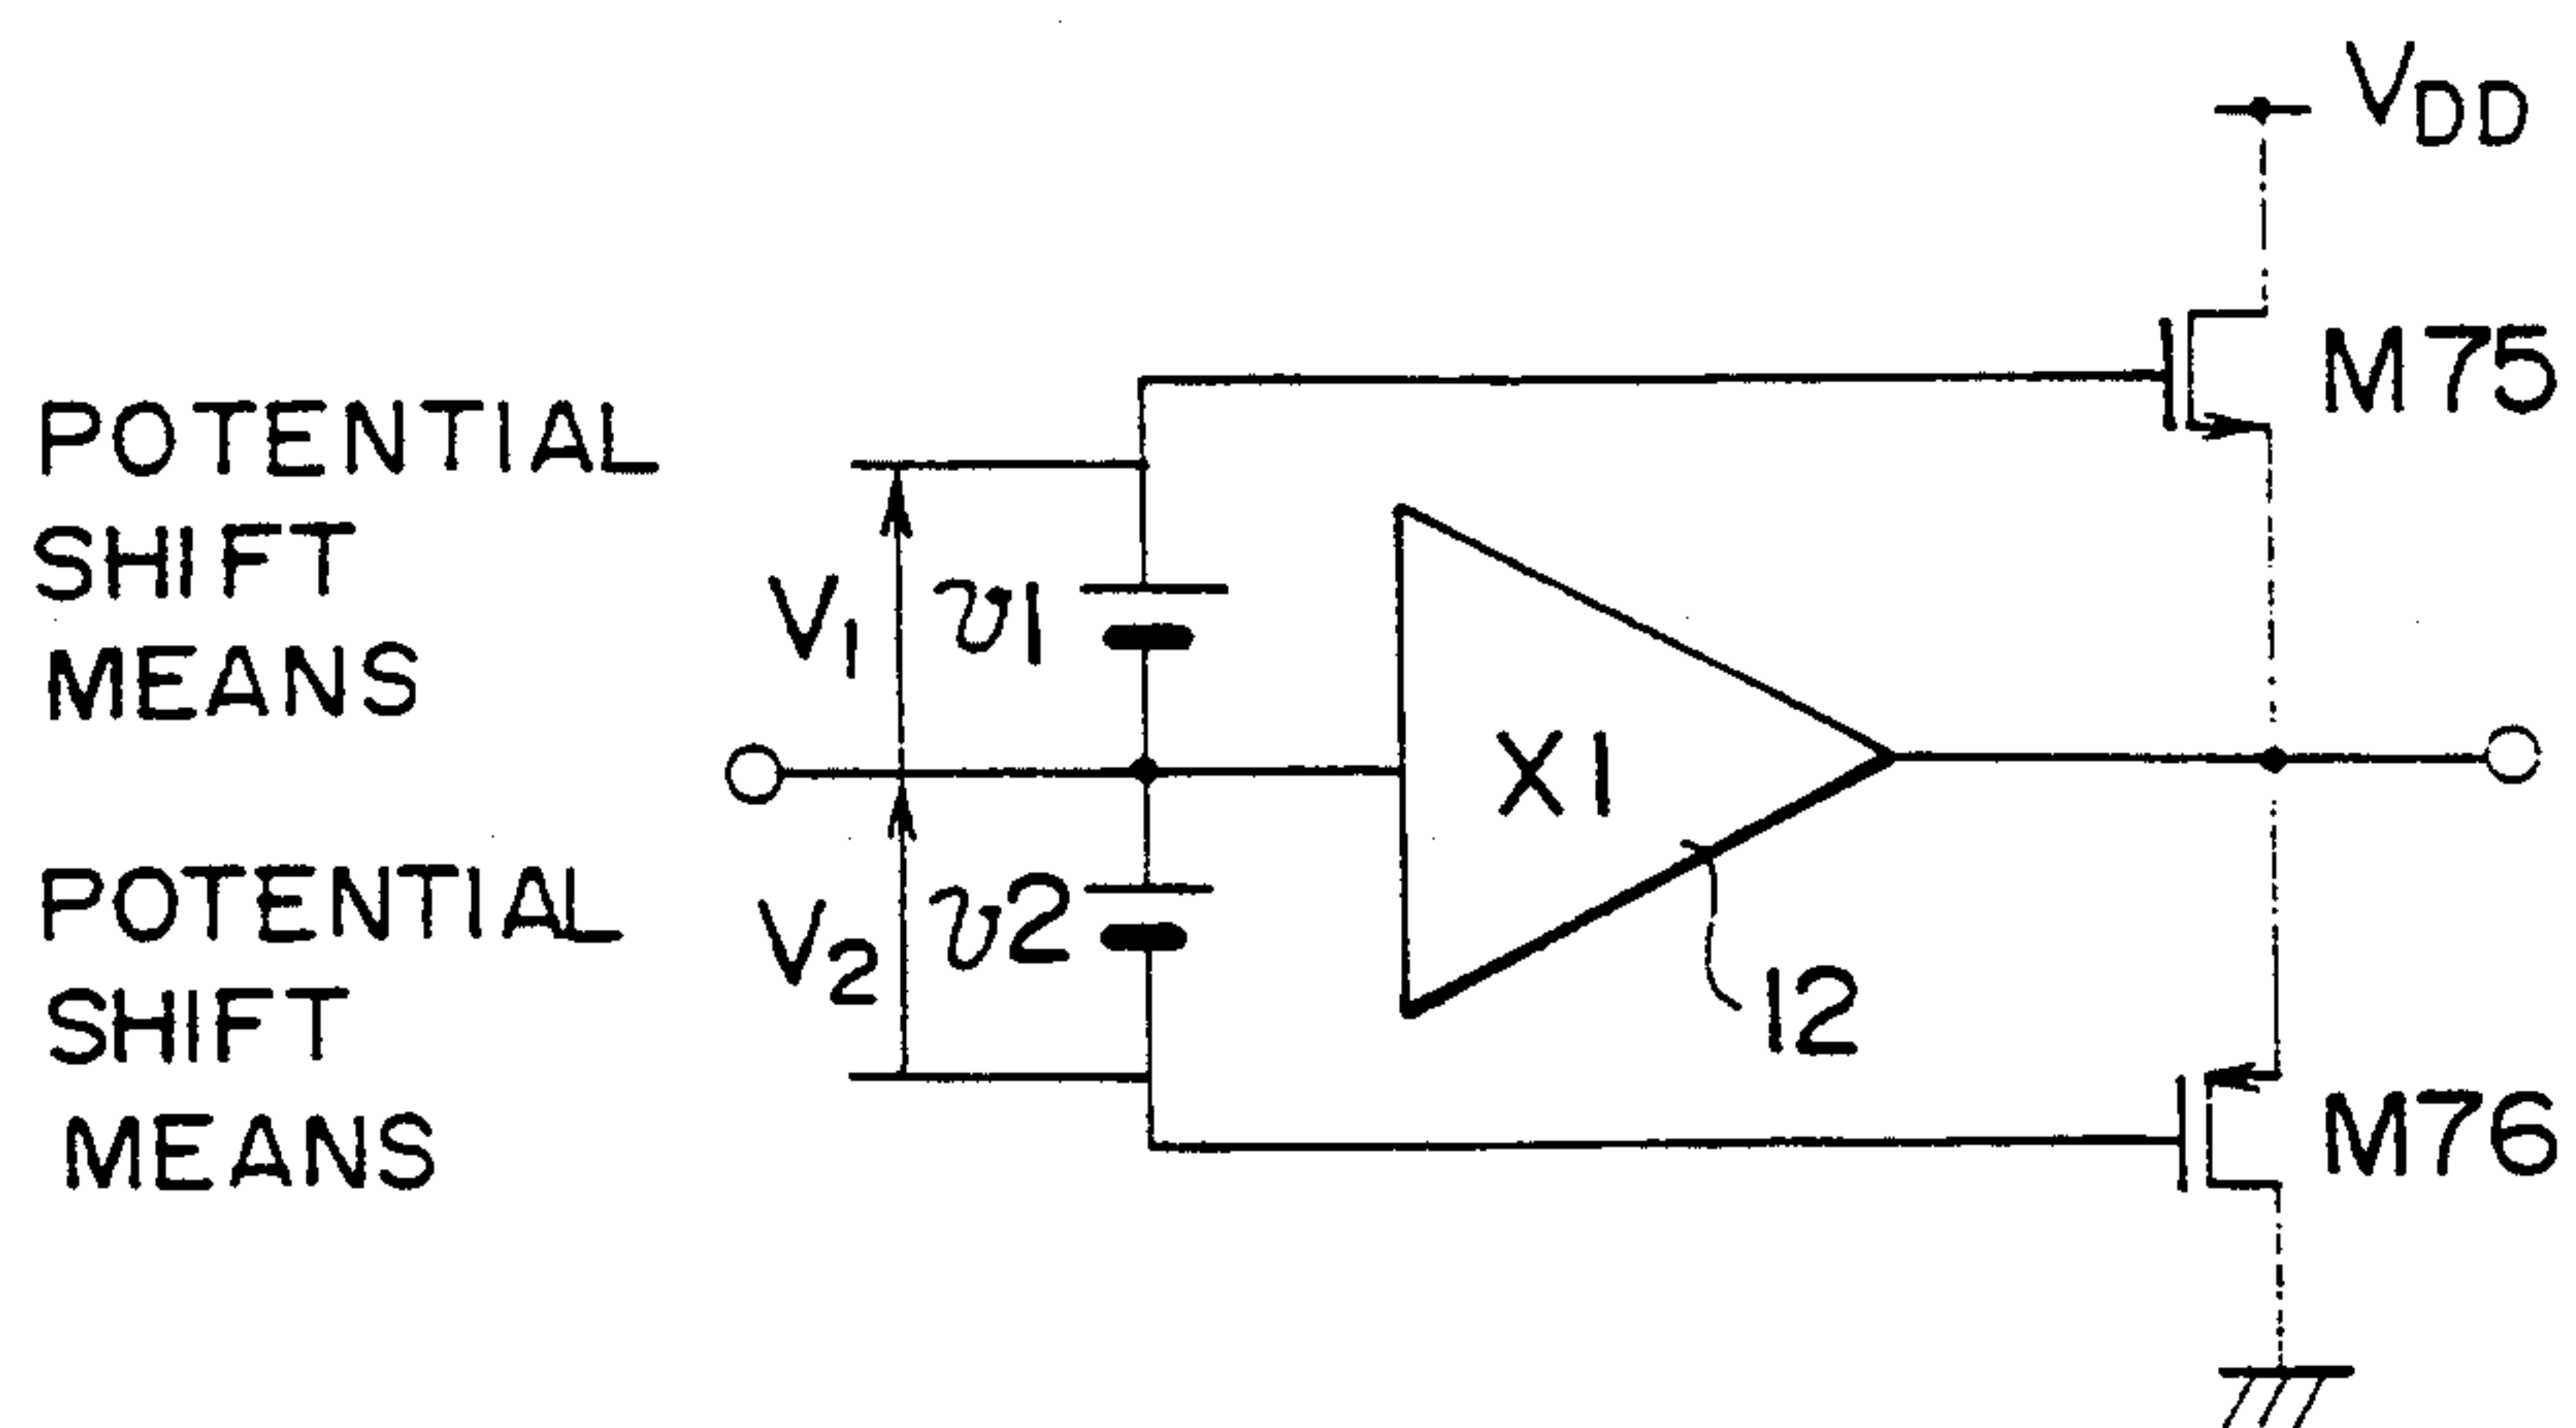 VDD
M75
POTENTIAL
SHIFT
MEANS
V1
v1
X1
POTENTIAL
SHIFT
MEANS
V2
v2
12
M76